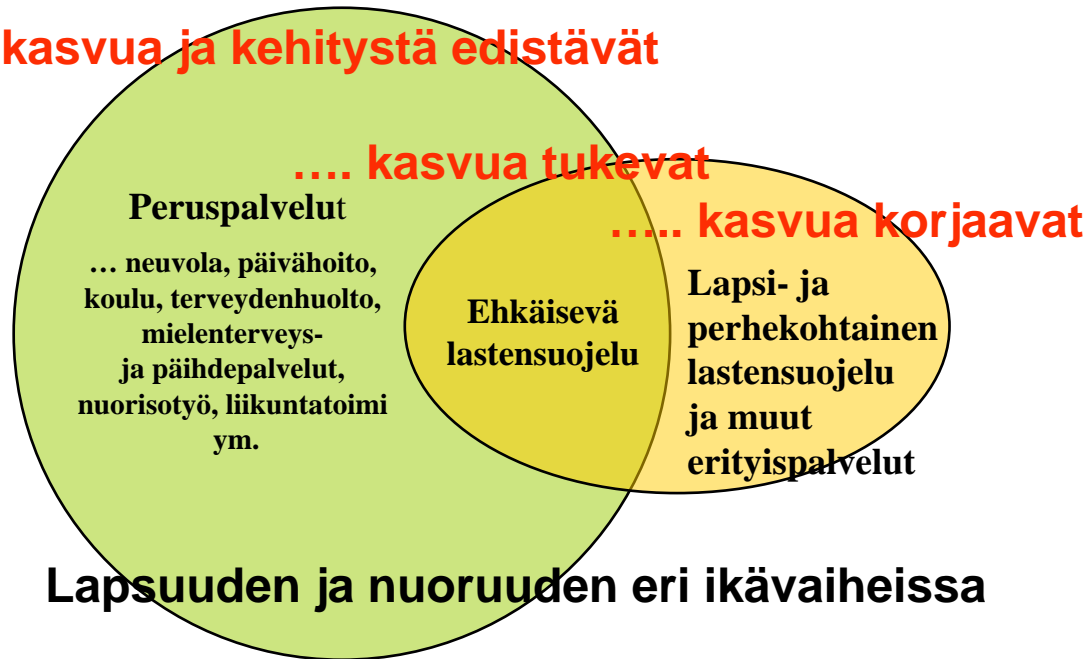 kasvua ja kehitystä edistävät
…. kasvua tukevat
….. kasvua korjaavat
Peruspalvelut
… neuvola, päivähoito,
koulu, terveydenhuolto,
mielenterveys-
ja päihdepalvelut,
nuorisotyö, liikuntatoimi
ym.
Ehkäisevä
lastensuojelu
Lapsi- ja
perhekohtainen
lastensuojelu
ja muut
erityispalvelut
Lapsuuden ja nuoruuden eri ikävaiheissa